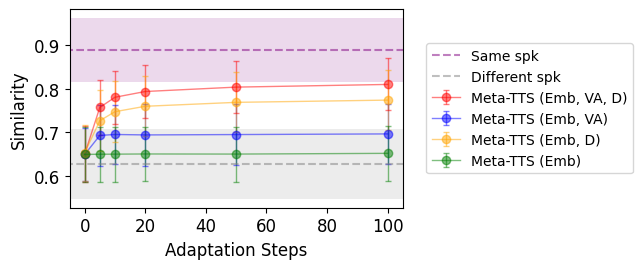 0.9
0.8
0.7
0.6
Similarity
0 20 40 60 80 100
Adaptation Steps
Same spk
Different spk
Meta-TTS (Emb, VA, D)
Meta-TTS (Emb, VA)
Meta-TTS (Emb, D)
Meta-TTS (Emb)